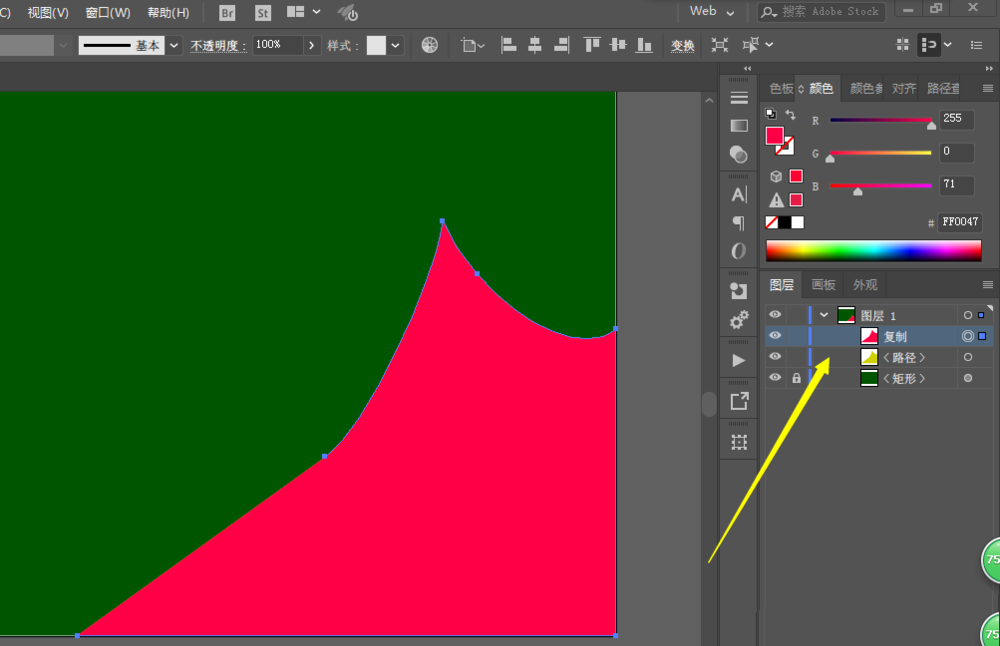 C) 视图(V) 窗口(W) 帮助(H) Br St Web 搜索 Adobe Stock
基本 不透明度： 100% 样式： 变换
色板 颜色 颜色参 对齐 路径查
R 255
G 0
B 71
# FF0047
图层 画板 外观
图层 1
复制
<路径>
<矩形>
75
75